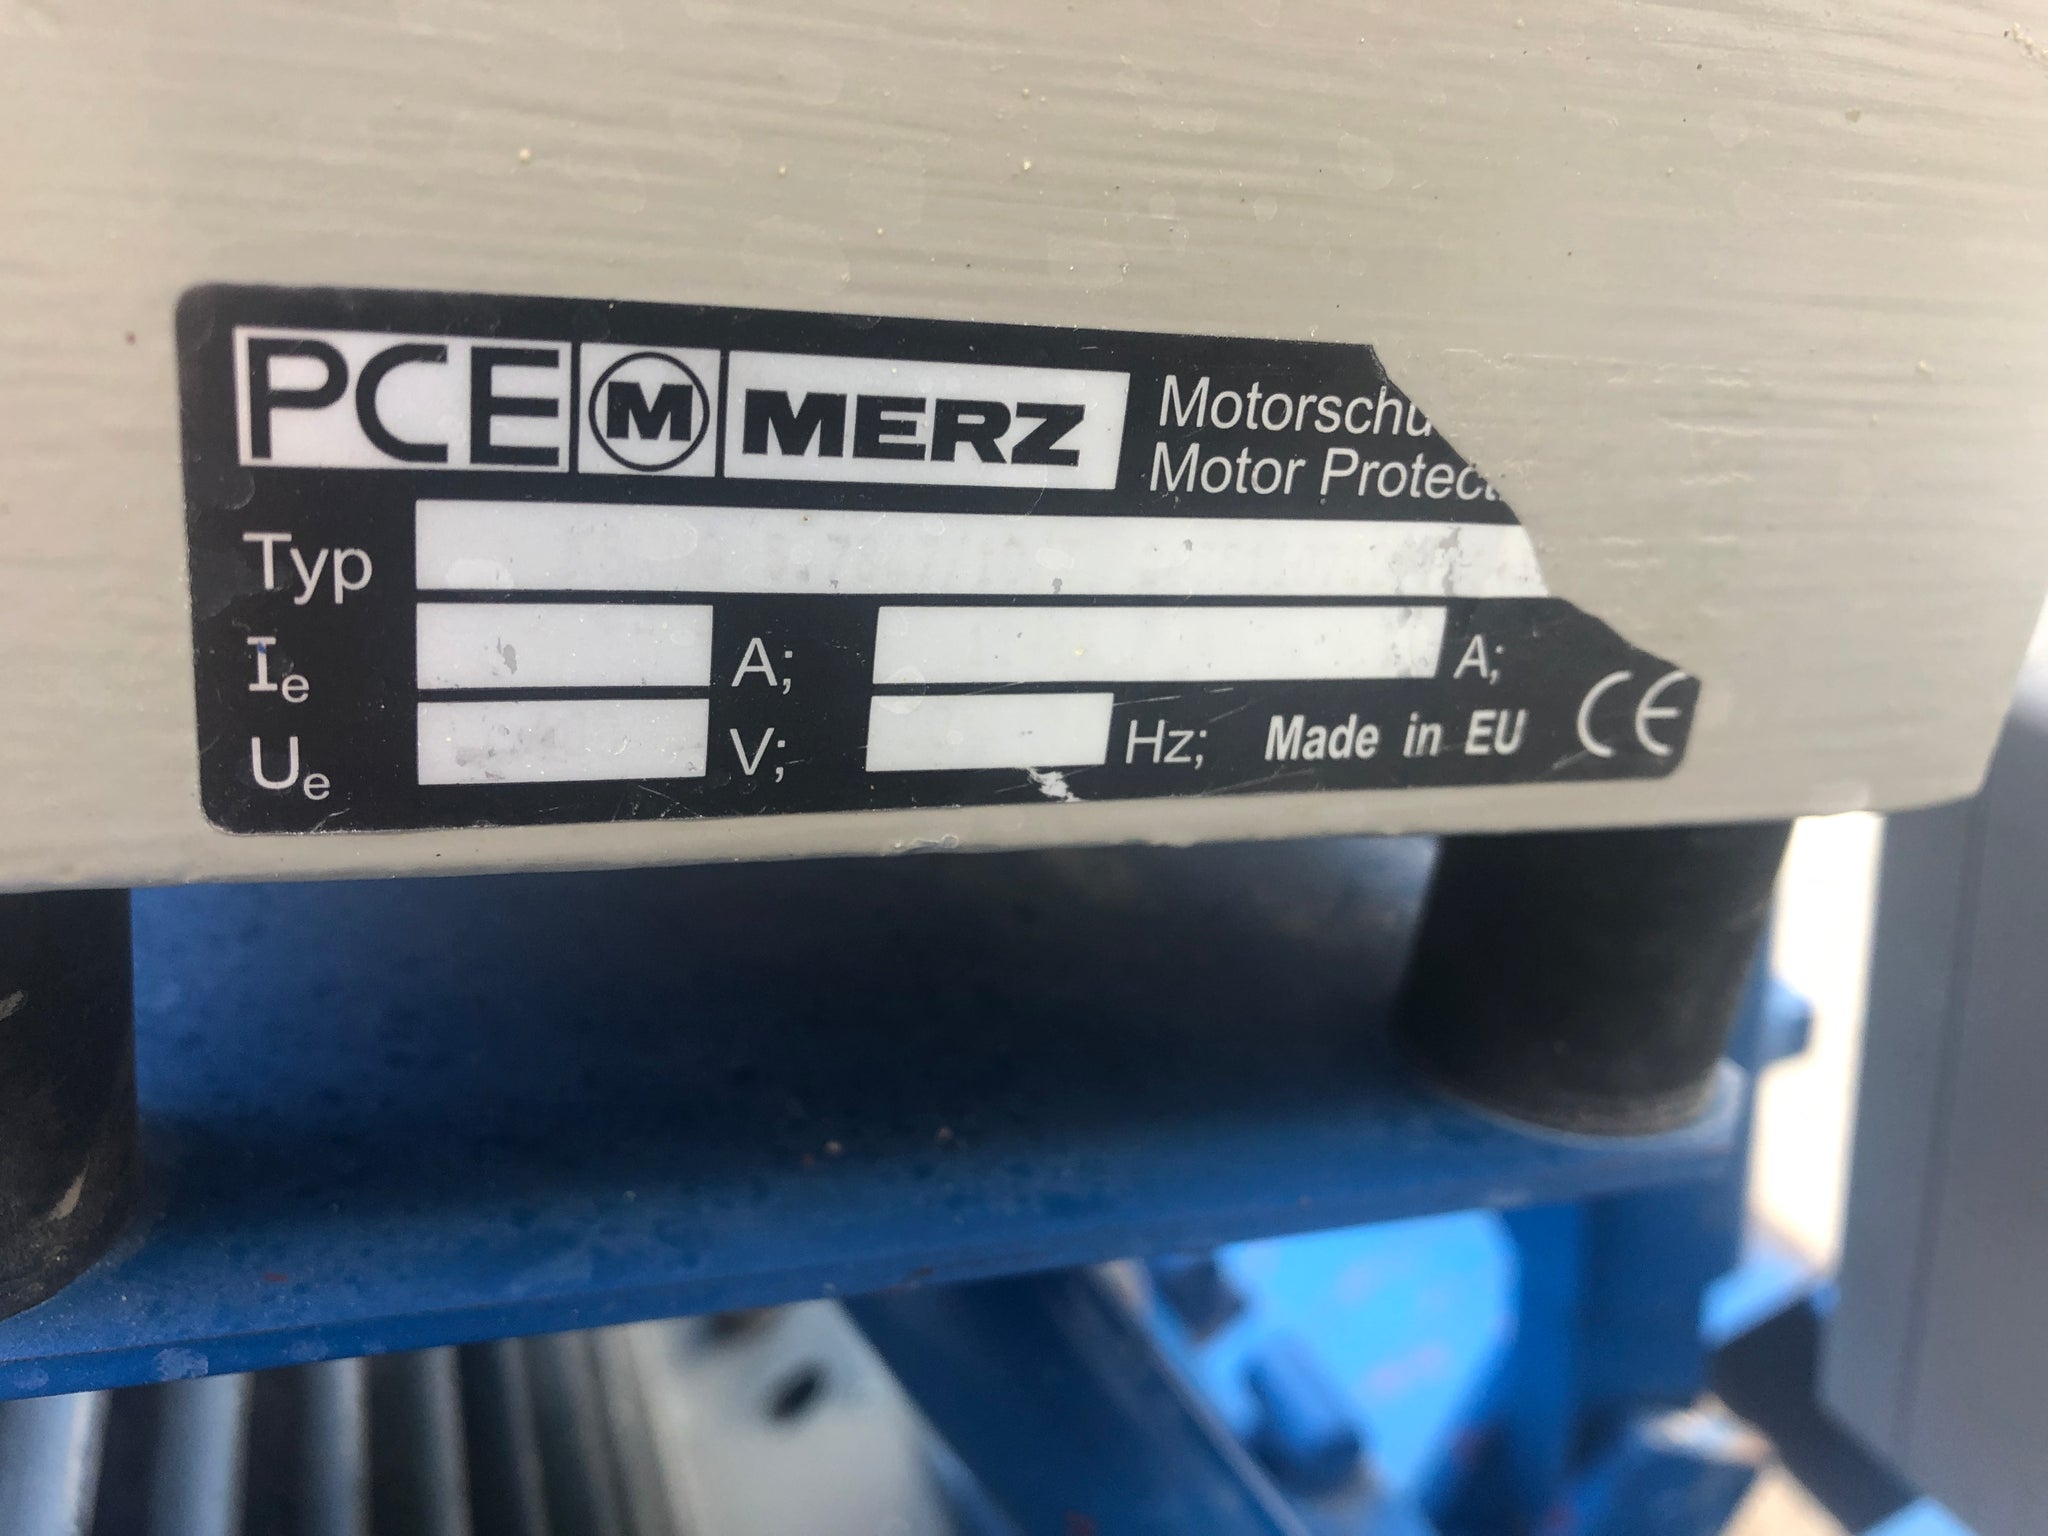 PCE M MERZ
Motorschu
Motor Protect
Typ
Ie A; A;
Ue V; Hz; Made in EU CE